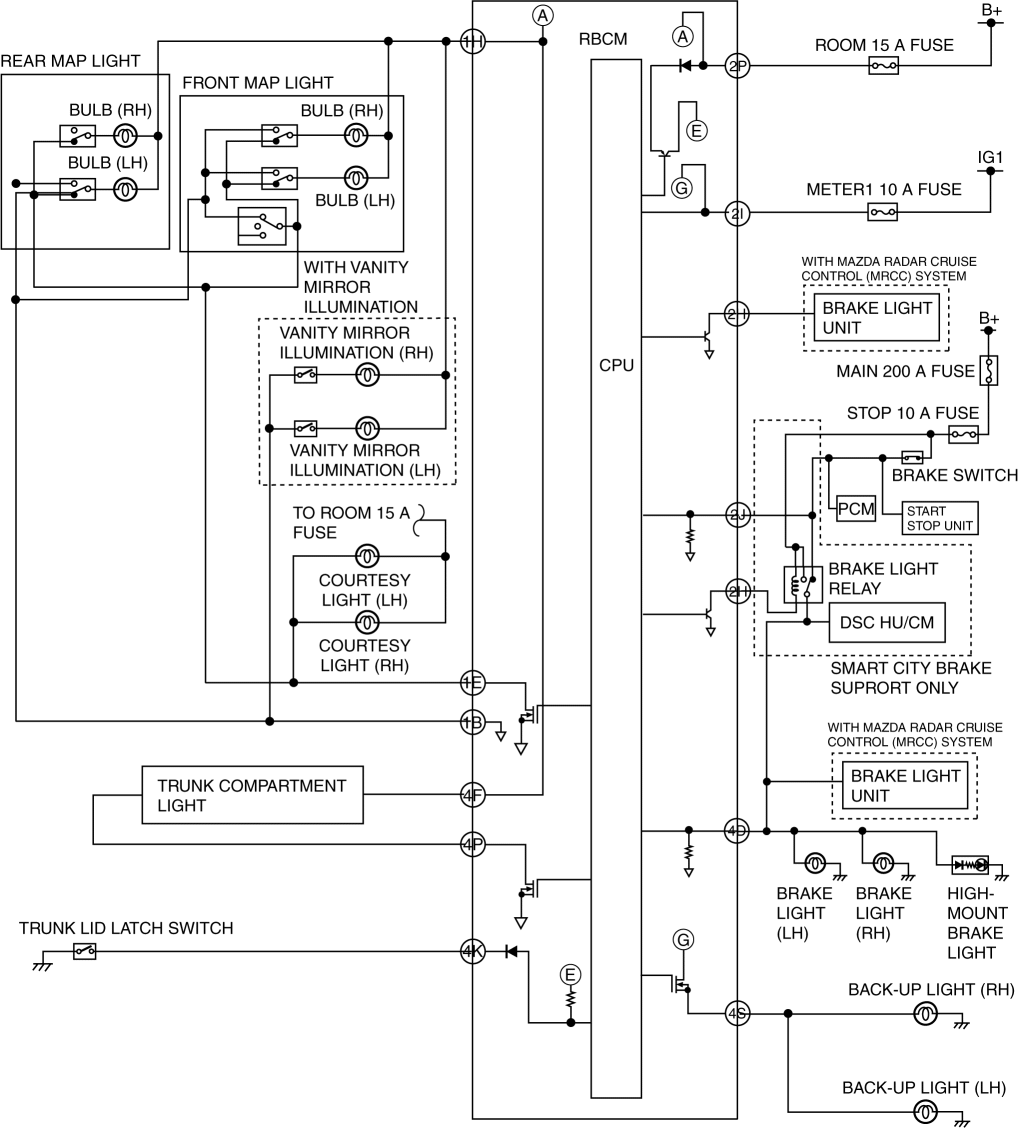 A
1H
RBCM
REAR MAP LIGHT
BULB (RH)
BULB (LH)
FRONT MAP LIGHT
BULB (RH)
BULB (LH)
WITH VANITY
MIRROR
ILLUMINATION
VANITY MIRROR
ILLUMINATION (RH)
VANITY MIRROR
ILLUMINATION (LH)
TO ROOM 15 A
FUSE
COURTESY
LIGHT (LH)
COURTESY
LIGHT (RH)
1E
1B
TRUNK COMPARTMENT
LIGHT
4F
4P
TRUNK LID LATCH SWITCH
4K
E
CPU
A
2P
ROOM 15 A FUSE
B+
E
G
2I
METER1 10 A FUSE
IG1
WITH MAZDA RADAR CRUISE
CONTROL (MRCC) SYSTEM
BRAKE LIGHT
UNIT
B+
MAIN 200 A FUSE
STOP 10 A FUSE
BRAKE SWITCH
PCM
START
STOP UNIT
2J
2H
BRAKE LIGHT
RELAY
DSC HU/CM
SMART CITY BRAKE
SUPRORT ONLY
WITH MAZDA RADAR CRUISE
CONTROL (MRCC) SYSTEM
BRAKE LIGHT
UNIT
4D
BRAKE
LIGHT
(LH)
BRAKE
LIGHT
(RH)
HIGH-
MOUNT
BRAKE
LIGHT
G
4S
BACK-UP LIGHT (RH)
BACK-UP LIGHT (LH)